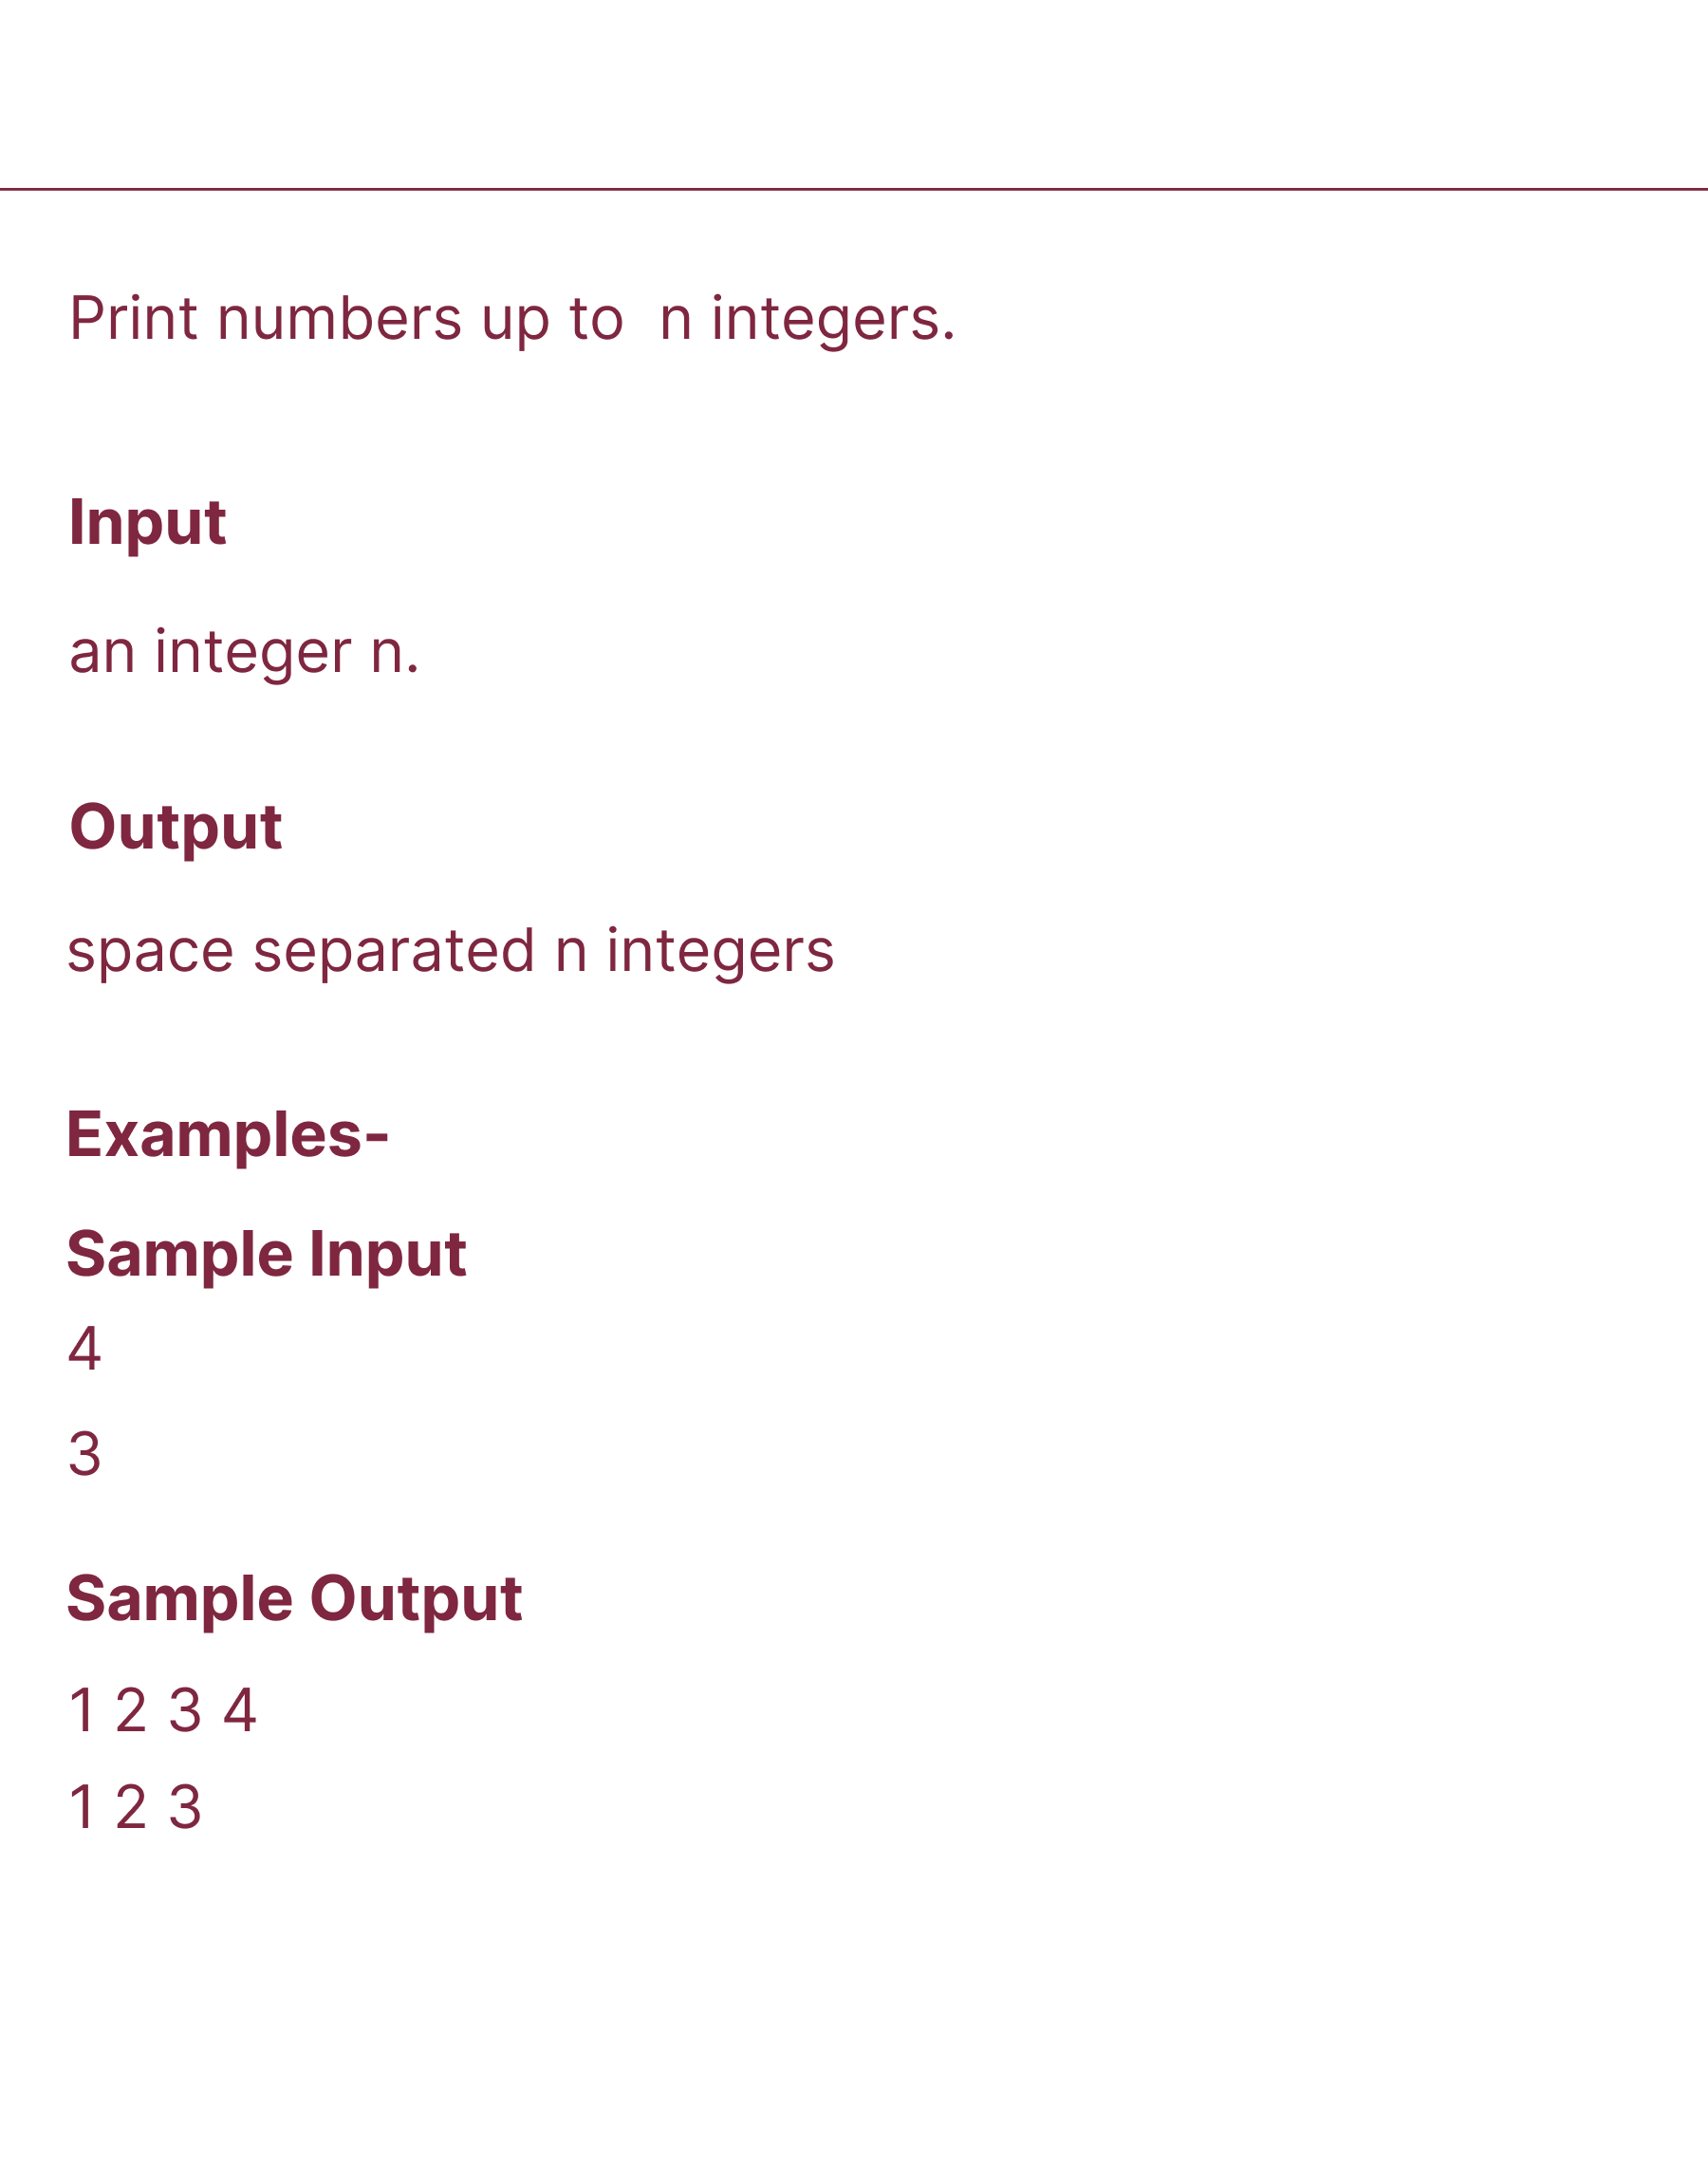 Print numbers up to  n integers.
Input
an integer n.
Output
space separated n integers
Examples-
Sample Input
4
3
Sample Output
1 2 3 4
1 2 3